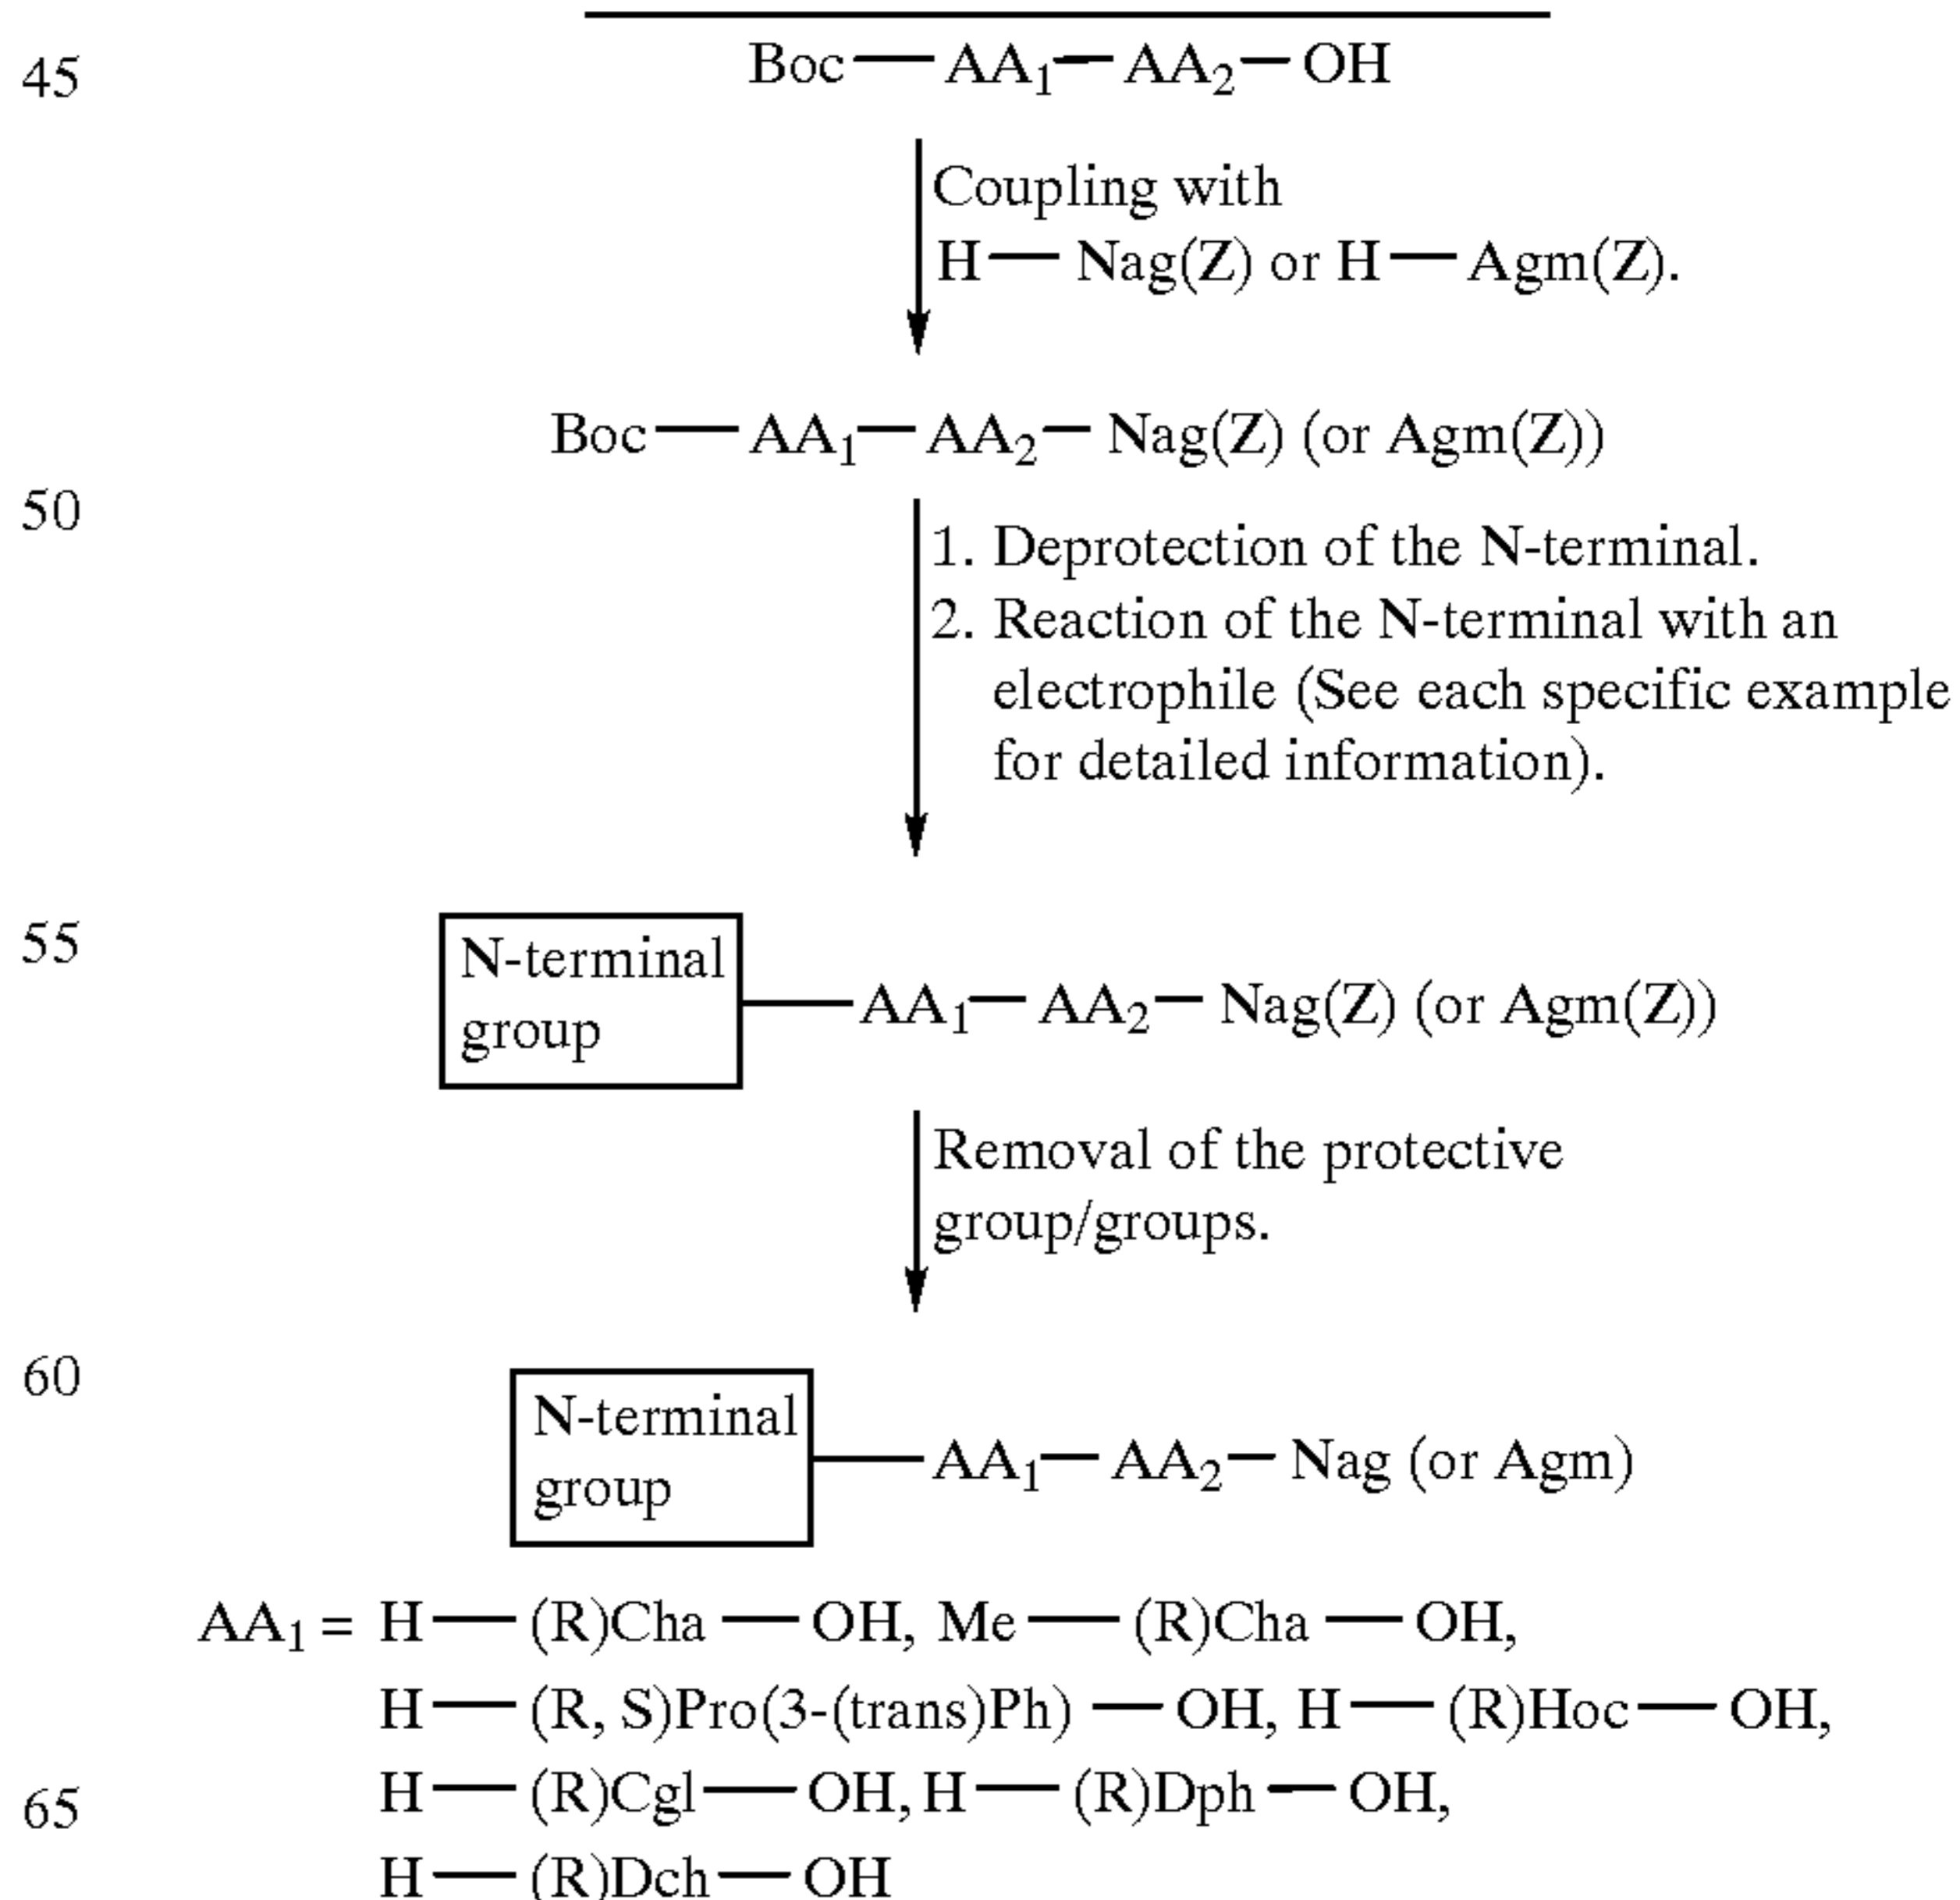 45 Boc — AA1 — AA2 — OH
Coupling with
H — Nag(Z) or H — Agm(Z).
Boc — AA1 — AA2 — Nag(Z) (or Agm(Z))
50
1. Deprotection of the N-terminal.
2. Reaction of the N-terminal with an
electrophile (See each specific example
for detailed information).
55
N-terminal
group
— AA1 — AA2 — Nag(Z) (or Agm(Z))
Removal of the protective
group/groups.
60
N-terminal
group
— AA1 — AA2 — Nag (or Agm)
AA1 = H — (R)Cha — OH, Me — (R)Cha — OH,
H — (R, S)Pro(3-(trans)Ph) — OH, H — (R)Hoc — OH,
65 H — (R)Cgl — OH, H — (R)Dph — OH,
H — (R)Dch — OH